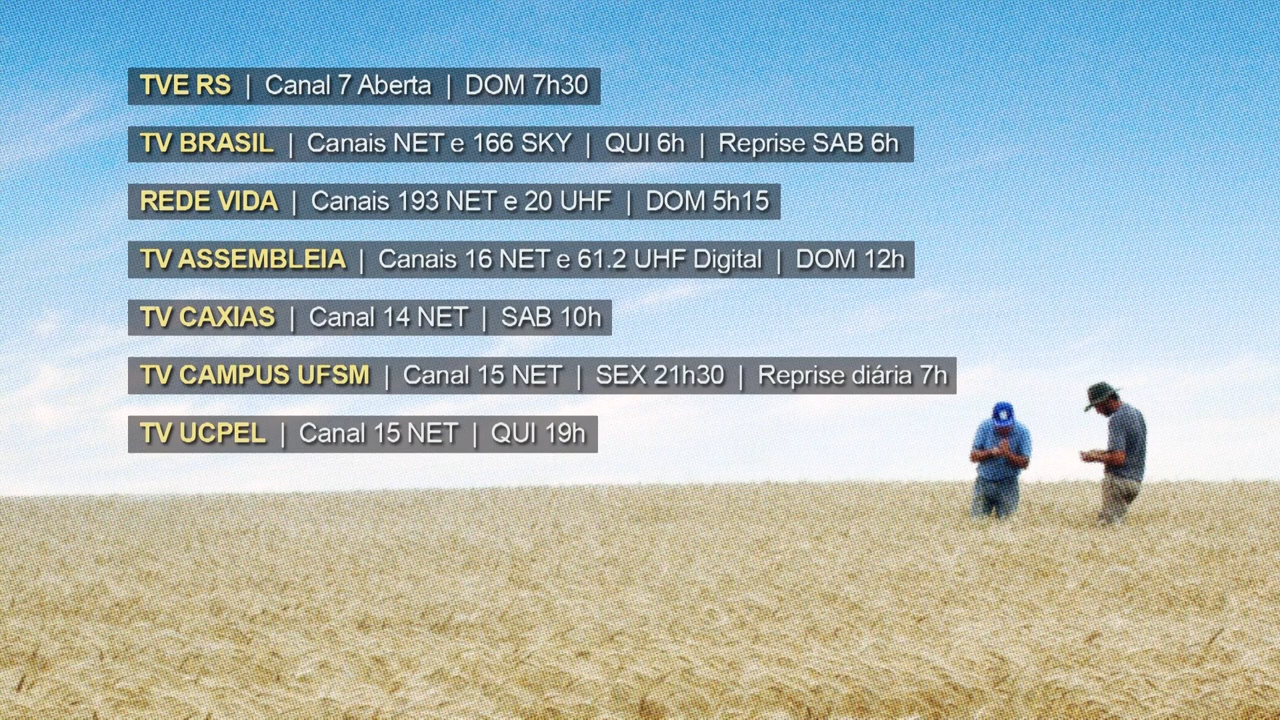 TVE RS | Canal 7 Aberta | DOM 7h30
TV BRASIL | Canais NET e 166 SKY | QUI 6h | Reprise SAB 6h
REDE VIDA | Canais 193 NET e 20 UHF | DOM 5h15
TV ASSEMBLEIA | Canais 16 NET e 61.2 UHF Digital | DOM 12h
TV CAXIAS | Canal 14 NET | SAB 10h
TV CAMPUS UFSM | Canal 15 NET | SEX 21h30 | Reprise diária 7h
TV UCPEL | Canal 15 NET | QUI 19h